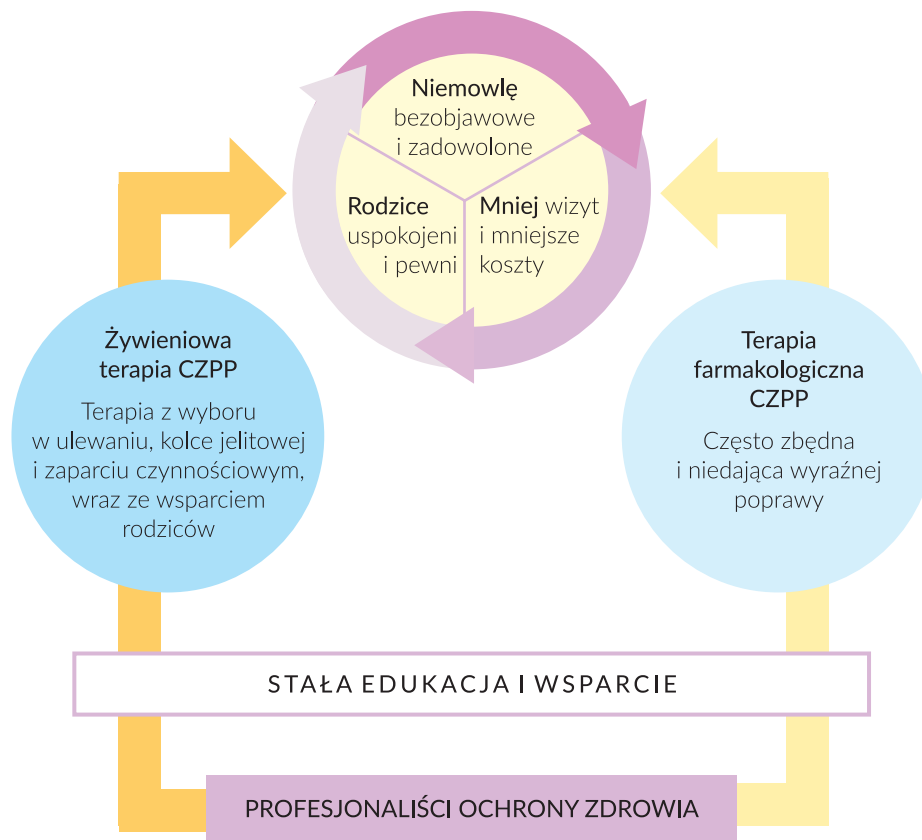 Niemowlę
bezobjawowe
i zadowolone
Rodzice
uspokojeni
i pewni
Mniej wizyt
i mniejsze
koszty
Żywieniowa
terapia CZPP
Terapia z wyboru
w ulewaniu, kolce jelitowej
i zaparciu czynnościowym,
wraz ze wsparciem
rodziców
Terapia
farmakologiczna
CZPP
Często zbędna
i niedająca wyraźnej
poprawy
STAŁA EDUKACJA I WSPARCIE
PROFESJONALIŚCI OCHRONY ZDROWIA